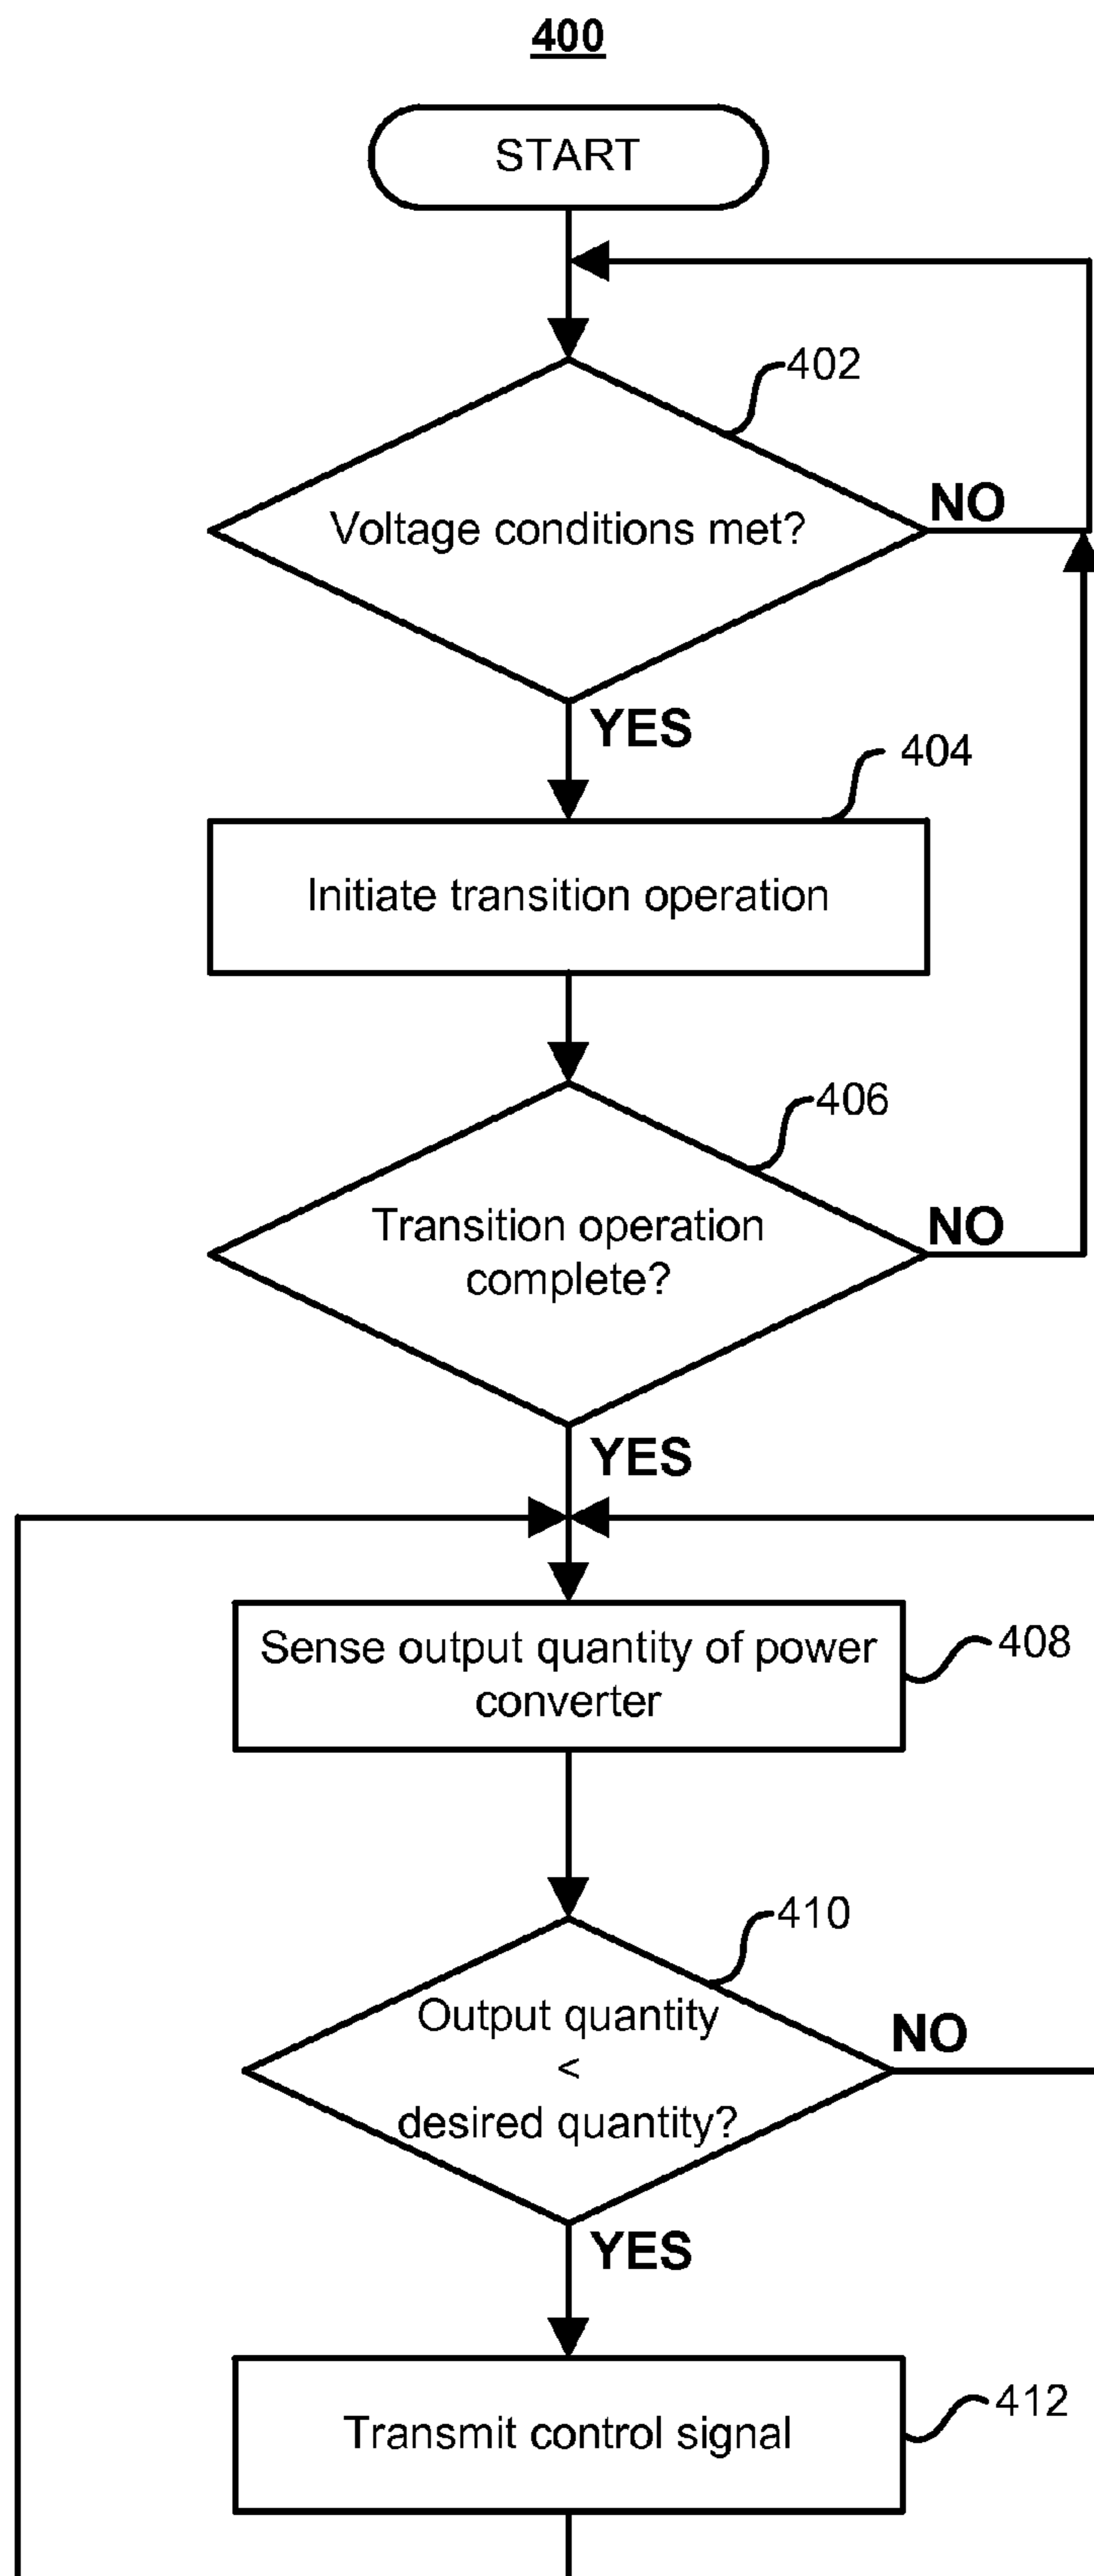 400
START
402
Voltage conditions met?
NO
YES
404
Initiate transition operation
406
Transition operation
complete?
NO
YES
Sense output quantity of power
converter
408
410
Output quantity
<
desired quantity?
NO
YES
412
Transmit control signal